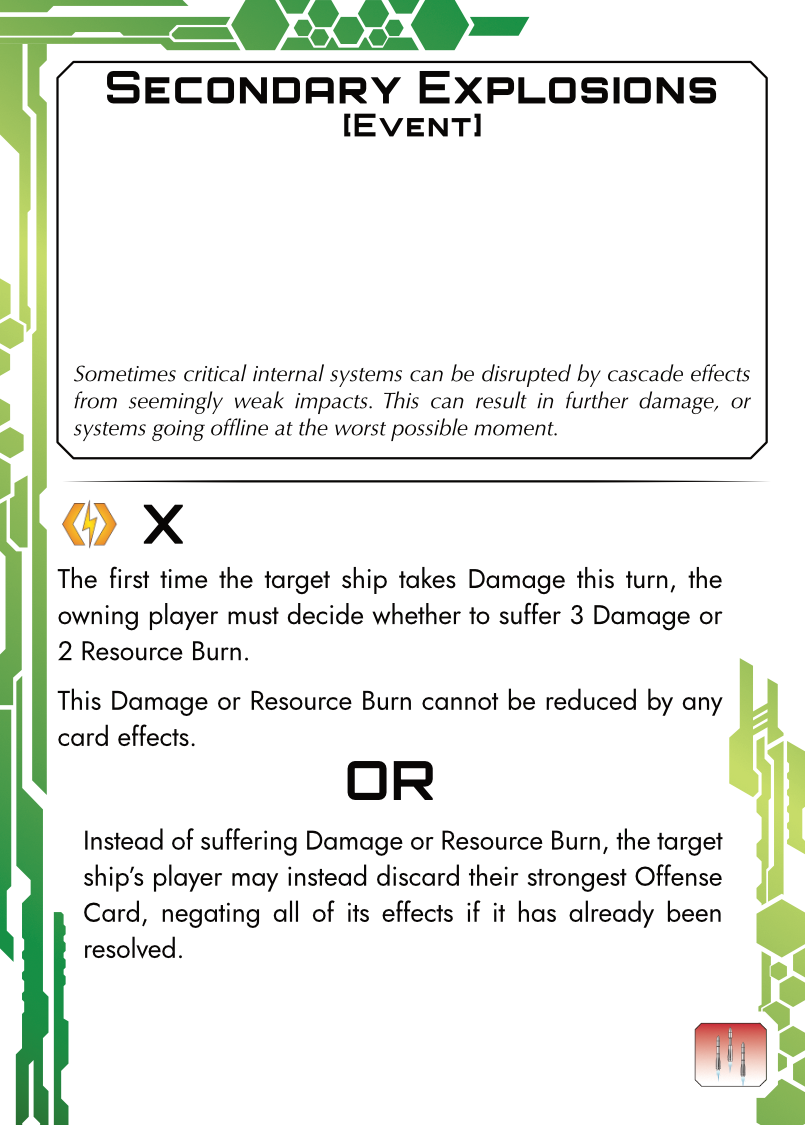 Secondary Explosions
[Event]
Sometimes critical internal systems can be disrupted by cascade effects
from seemingly weak impacts. This can result in further damage, or
systems going offline at the worst possible moment.
X
The first time the target ship takes Damage this turn, the
owning player must decide whether to suffer 3 Damage or
2 Resource Burn.
This Damage or Resource Burn cannot be reduced by any
card effects.
OR
Instead of suffering Damage or Resource Burn, the target
ship's player may instead discard their strongest Offense
Card, negating all of its effects if it has already been
resolved.